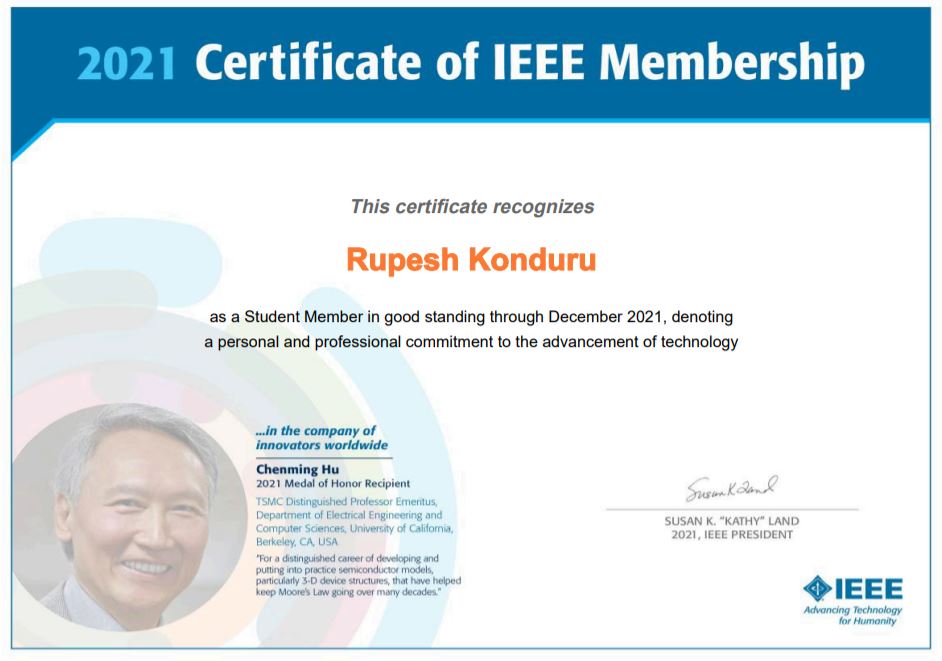 2021 Certificate of IEEE Membership
This certificate recognizes
Rupesh Konduru
as a Student Member in good standing through December 2021, denoting
a personal and professional commitment to the advancement of technology
...in the company of
innovators worldwide
Chenming Hu
2021 Medal of Honor Recipient
TSMC Distinguished Professor Emeritus,
Department of Electrical Engineering and
Computer Sciences, University of California,
Berkeley, CA, USA
"For a distinguished career of developing and
putting into practice semiconductor models,
particularly 3-D device structures, that have helped
keep Moore's Law going over many decades."
Susan K Land
SUSAN K. "KATHY" LAND
2021, IEEE PRESIDENT
IEEE
Advancing Technology
for Humanity